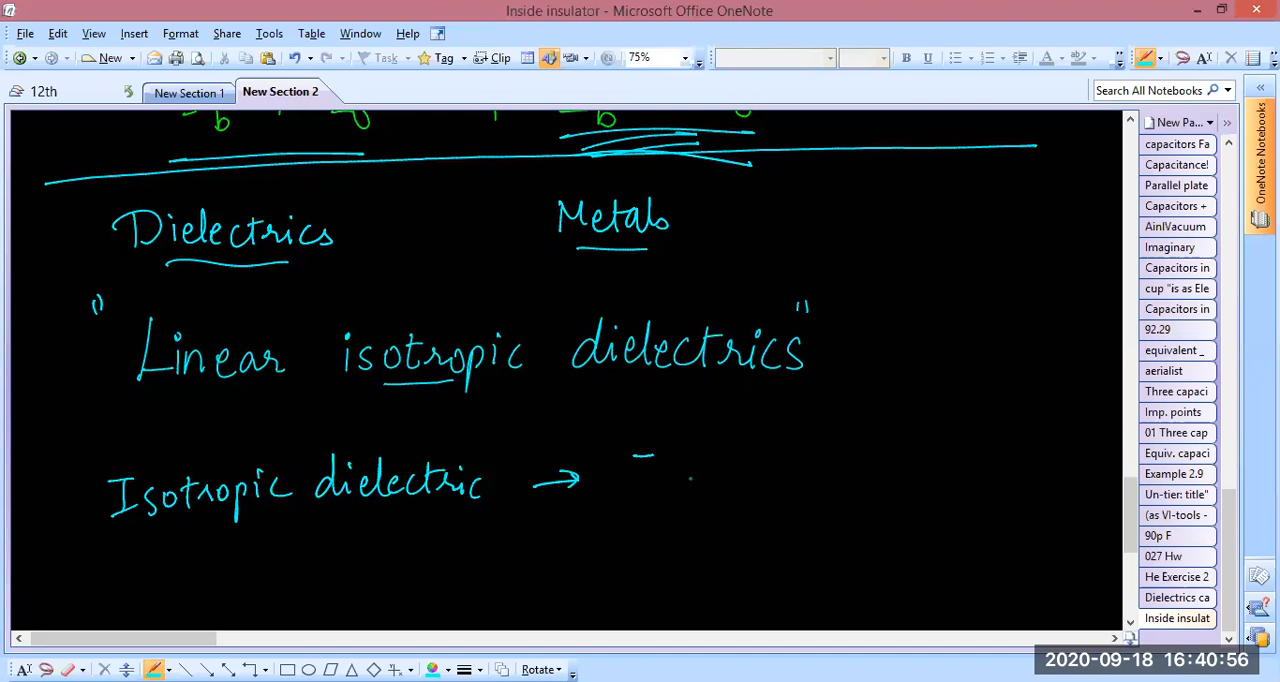 Inside insulator - Microsoft Office OneNote
File Edit View Insert Format Share Tools Table Window Help
New Task Tag Clip 75% B U A ab A
12th New Section 1 New Section 2 Search All Notebooks
b b
Dielectrics Metals
"Linear isotropic dielectrics"
Isotropic dielectric → -
New Pa...
capacitors Fa
Capacitance!
Parallel plate
Capacitors +
AinIVacuum
Imaginary
Capacitors in
cup "is as Ele
Capacitors in
92.29
equivalent _
aerialist
Three capaci
Imp. points
01 Three cap
Equiv. capaci
Example 2.9
Un-tier: title"
(as VI-tools -
90p F
027 Hw
He Exercise 2
Dielectrics ca
Inside insulat
OneNote Notebooks
2020-09-18 16:40:56
A Rotate